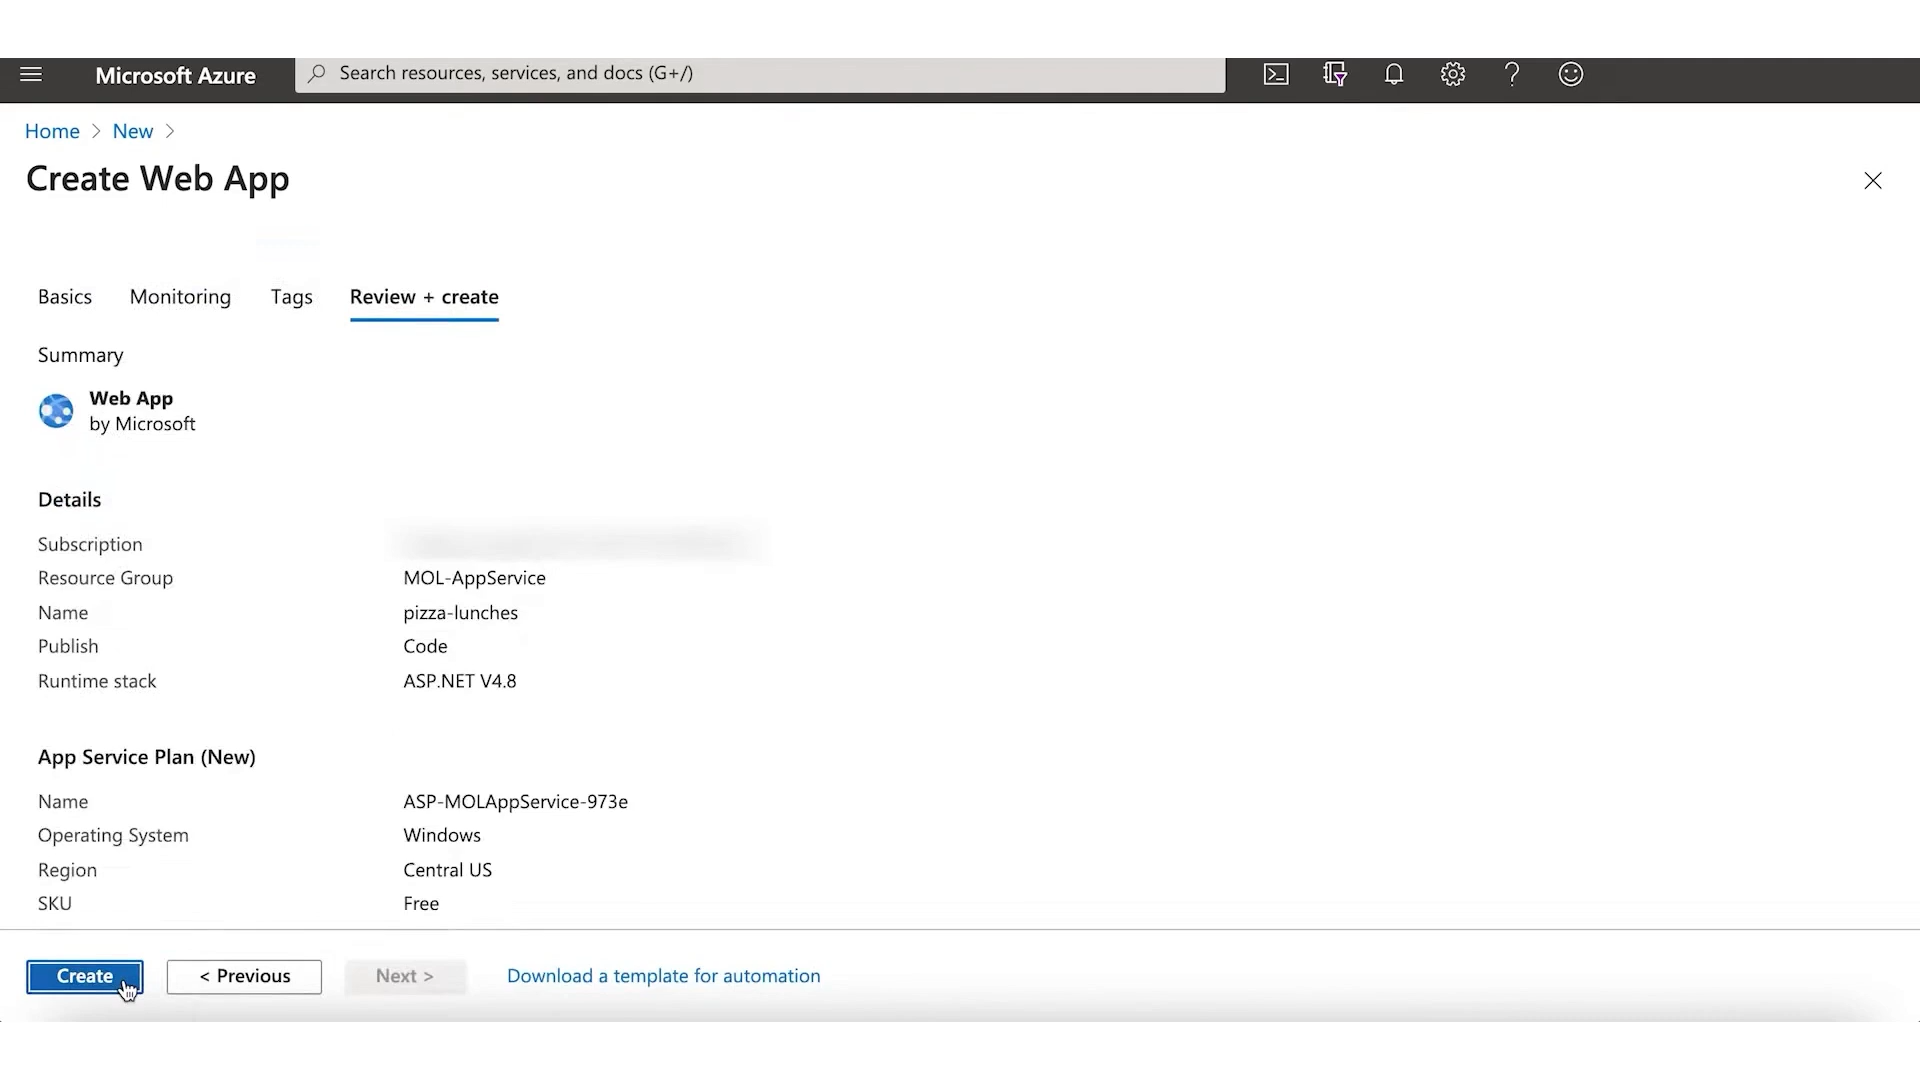 Microsoft Azure
Search resources, services, and docs (G+/)
Home > New >
Create Web App
Basics Monitoring Tags Review + create
Summary
Web App
by Microsoft
Details
Subscription
Resource Group MOL-AppService
Name pizza-lunches
Publish Code
Runtime stack ASP.NET V4.8
App Service Plan (New)
Name ASP-MOLAppService-973e
Operating System Windows
Region Central US
SKU Free
Create < Previous Next > Download a template for automation